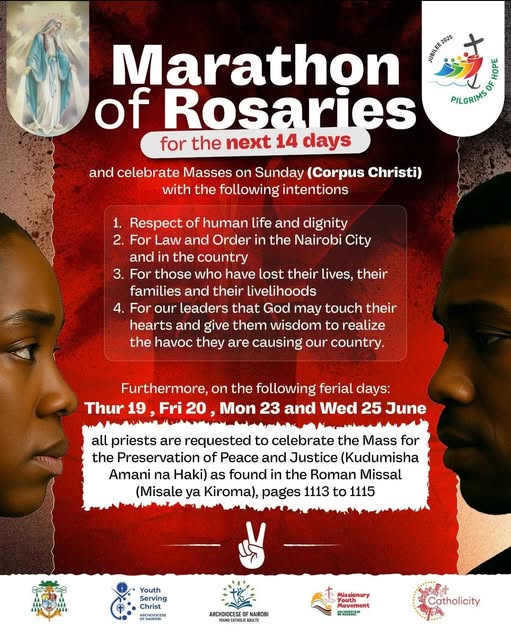 JUBILEE 2025
PILGRIMS OF HOPE
Marathon
of Rosaries
for the next 14 days
and celebrate Masses on Sunday (Corpus Christi)
with the following intentions
1. Respect of human life and dignity
2. For Law and Order in the Nairobi City
and in the country
3. For those who have lost their lives, their
families and their livelihoods
4. For our leaders that God may touch their
hearts and give them wisdom to realize
the havoc they are causing our country.
Furthermore, on the following ferial days:
Thur 19 , Fri 20 , Mon 23 and Wed 25 June
all priests are requested to celebrate the Mass for
the Preservation of Peace and Justice (Kudumisha
Amani na Haki) as found in the Roman Missal
(Misale ya Kiroma), pages 1113 to 1115
Youth
Serving
Christ
ARCHDIOCESE
OF NAIROBI
ARCHDIOCESE OF NAIROBI
YOUNG CATHOLIC ADULTS
Missionary
Youth
Movement
ARCHDIOCESE
OF NAIROBI
Catholicity